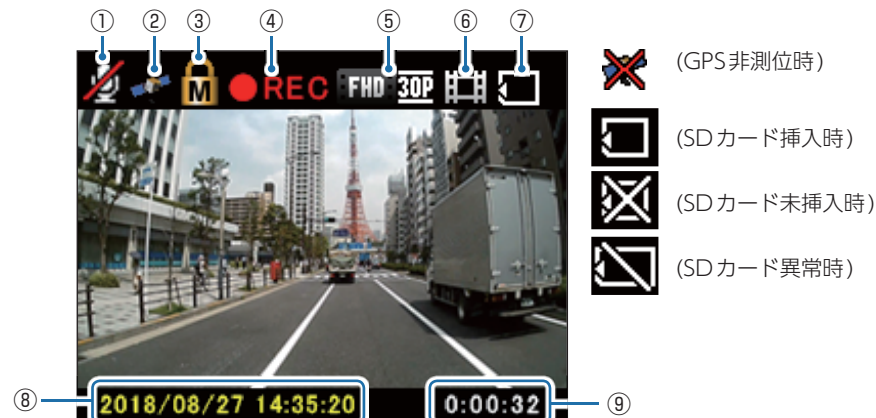 ① ② ③ ④ ⑤ ⑥ ⑦
M REC FHD 30P
(GPS非測位時)
(SDカード挿入時)
(SDカード未挿入時)
(SDカード異常時)
⑧ 2018/08/27 14:35:20 0:00:32 ⑨